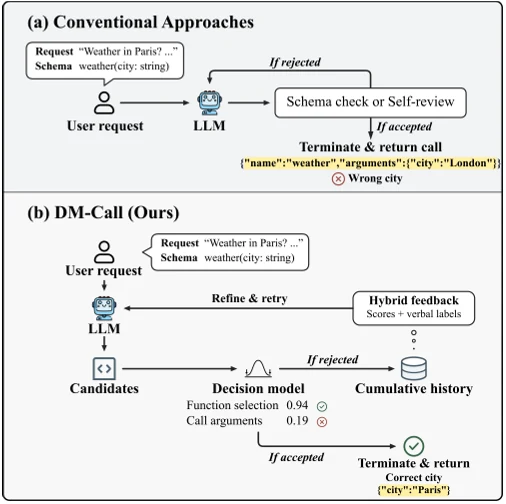 (a) Conventional Approaches
Request “Weather in Paris? ...”
Schema weather(city: string)
If rejected
User request
LLM
Schema check or Self-review
If accepted
Terminate & return call
{"name":"weather","arguments":{"city":"London"}}
Wrong city
(b) DM-Call (Ours)
Request “Weather in Paris? ...”
Schema weather(city: string)
User request
Refine & retry
Hybrid feedback
Scores + verbal labels
LLM
If rejected
Candidates
Decision model
Cumulative history
Function selection 0.94
Call arguments 0.19
If accepted
Terminate & return
Correct city
{"city":"Paris"}